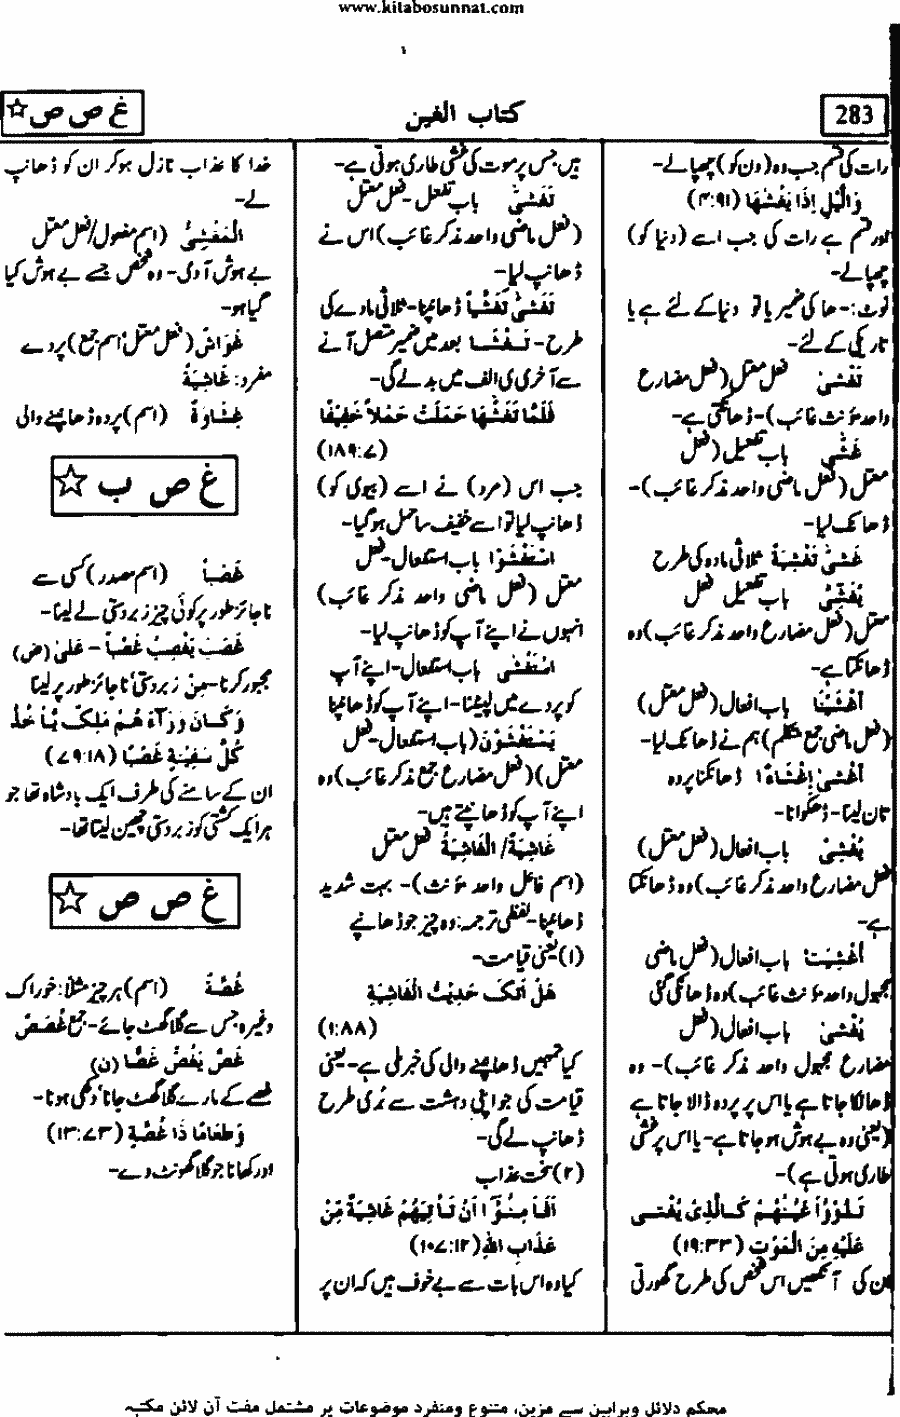 www.kitabosunnat.com
283
کتاب الغین
غ ص ص ☆
رات کی قسم جب وہ (دن کو) چھپا لے-
وَالَّيْلِ اِذَا يَغْشٰهَا (۴:۹۱)
اور قسم ہے رات کی جب اسے (دنیا کو)
چھپا لے-
نوٹ:- ھا کی ضمیر یا تو دنیا کے لئے ہے یا
تاریکی کے لئے-
تَغْشٰى فعل معتل (فعل مضارع
واحد مؤنث غائب)- ڈھانکتی ہے-
غَشّٰى باب تفعیل (فعل
معتل (فعل ماضی واحد مذکر غائب)-
ڈھانک لیا-
غَشّٰى تَغْشِيَةً ثلاثی مادہ کی طرح
يُغَشِّىْ باب تفعیل فعل
معتل (فعل مضارع واحد مذکر غائب) وہ
ڈھانکتا ہے-
اَغْشَيْنَا باب افعال (فعل معتل)
(فعل ماضی جمع متکلم) ہم نے ڈھانک لیا-
اَغْشٰى اِغْشَاءً ا ڈھانکنا پردہ
تان لینا- ڈھکوانا-
يُغْشِىْ باب افعال (فعل معتل)
فعل مضارع واحد مذکر غائب) وہ ڈھانکتا
ہے-
اُغْشِيَتْ باب افعال (فعل ماضی
مجہول واحد مؤنث غائب) وہ ڈھانکی گئی
يُغْشٰى باب افعال (فعل
مضارع مجہول واحد مذکر غائب)- وہ
ڈھانکا جاتا ہے یا اس پر پردہ ڈالا جاتا ہے
(یعنی وہ بے ہوش ہو جاتا ہے- یا اس پر غشی
طاری ہوتی ہے)-
تَدُوْرُ اَعْيُنُهُمْ كَالَّذِىْ يُغْشٰى
عَلَيْهِ مِنَ الْمَوْتِ (۱۹:۳۳)
ان کی آنکھیں اس شخص کی طرح گھورتی
ہیں جس پر موت کی غشی طاری ہوتی ہے-
تَغَشّٰى باب تفعل- فعل معتل
(فعل ماضی واحد مذکر غائب) اس نے
ڈھانپ لیا-
تَغَشّٰى تَغَشِّيًا ڈھانپنا- ثلاثی مادے کی
طرح- تَغَشّٰا بعد میں ضمیر متصل آنے
سے آخری ی الف میں بدلے گی-
فَلَمَّا تَغَشّٰهَا حَمَلَتْ حَمْلاً خَفِيْفًا
(۱۸۹:۷)
جب اس (مرد) نے اسے (بیوی کو)
ڈھانپ لیا تو اسے خفیف سا حمل ہو گیا-
اسْتَغْشَوْا باب استفعال- فعل
معتل (فعل ماضی واحد مذکر غائب)
انہوں نے اپنے آپ کو ڈھانپ لیا-
اسْتَغْشٰى باب استفعال- اپنے آپ
کو پردے میں لپیٹنا- اپنے آپ کو ڈھانپنا
يَسْتَغْشُوْنَ (باب استفعال- فعل
معتل) (فعل مضارع جمع مذکر غائب) وہ
اپنے آپ کو ڈھانپتے ہیں-
غَاشِيَةٌ/ الْغَاشِيَةُ فعل معتل
(اسم فاعل واحد مؤنث)- بہت شدید
ڈھانپنا- لفظی ترجمہ: وہ چیز جو ڈھانپے
(۱) یعنی قیامت-
هَلْ اَتٰكَ حَدِيْثُ الْغَاشِيَةِ
(۱:۸۸)
کیا تمہیں ڈھانپنے والی کی خبر ملی ہے- یعنی
قیامت کی جو اپنی دہشت سے بُری طرح
ڈھانپ لے گی-
(۲) سخت عذاب
اَفَاَمِنُوْٓا اَنْ تَاْتِيَهُمْ غَاشِيَةٌ مِّنْ
عَذَابِ اللّٰهِ (۱۰۷:۱۲)
کیا وہ اس بات سے بے خوف ہیں کہ ان پر
خدا کا عذاب نازل ہو کر ان کو ڈھانپ
لے-
الْمَغْشِىُّ (اسم مفعول/فعل معتل
بے ہوش آدمی- وہ شخص جسے بے ہوش کیا
گیا ہو-
غَوَاشٌ (فعل معتل: اسم جمع) پردے
مفرد: غَاشِيَةٌ
غِشَاوَةٌ (اسم) پردہ ڈھانپنے والی
غ ص ب ☆
غَصْبًا (اسم مصدر) کسی سے
ناجائز طور پر کوئی چیز زبردستی لے لینا-
غَصَبَ يَغْصِبُ غَصْبًا - عَلٰى (ض)
مجبور کرنا- مِنْ زبردستی ناجائز طور پر لینا
وَكَانَ وَرَآءَ هُمْ مَلِكٌ يَّاْخُذُ
كُلَّ سَفِيْنَةٍ غَصْبًا (۷۹:۱۸)
ان کے سامنے کی طرف ایک بادشاہ تھا جو
ہر ایک کشتی کو زبردستی چھین لیتا تھا-
غ ص ص ☆
غُصَّةٌ (اسم) ہر چیز مثلاً: خوراک
وغیرہ جس سے گلا گھٹ جائے- جمع غُصَصٌ
غَصَّ يَغُصُّ غَصًّا (ن)
غصے کے مارے گلا گھٹ جانا' دکھی ہونا-
وَطَعَامًا ذَا غُصَّةٍ (۱۳:۷۳)
اور کھانا جو گلا گھونٹ دے-
محکم دلائل وبراہین سے مزین، متنوع ومنفرد موضوعات پر مشتمل مفت آن لائن مکتبہ